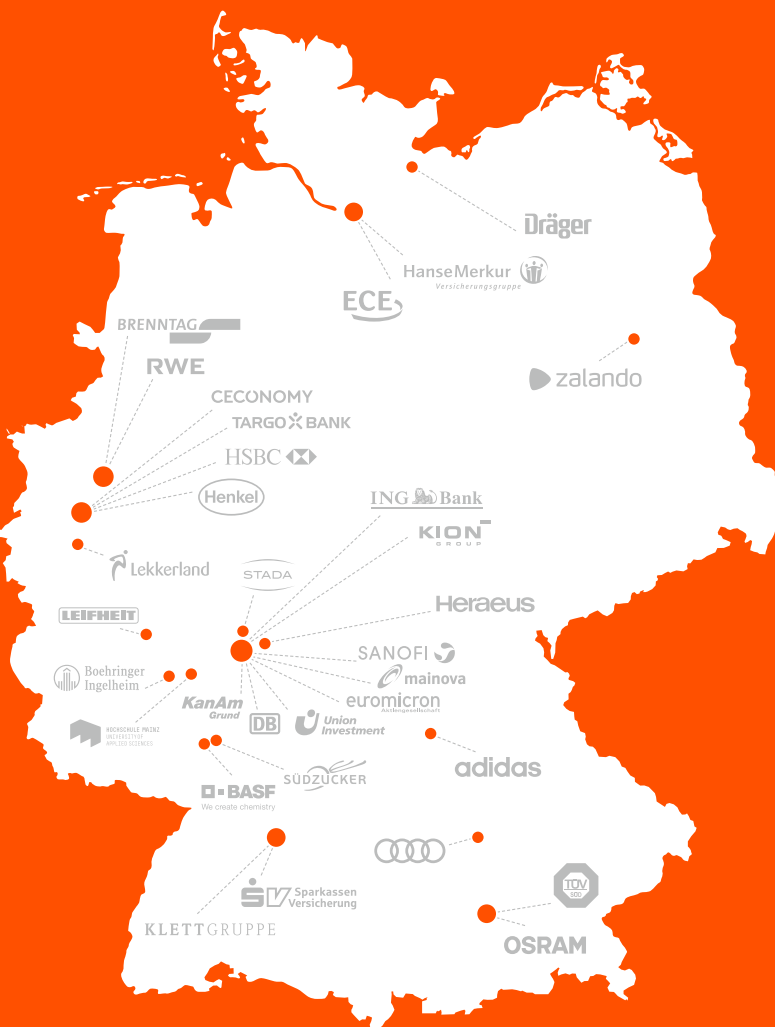 Dräger
HanseMerkur
Versicherungsgruppe
ECE
BRENNTAG
RWE
zalando
CECONOMY
TARGO BANK
HSBC
Henkel
ING Bank
KION
GROUP
Lekkerland
STADA
LEIFHEIT
Heraeus
SANOFI
Boehringer
Ingelheim
mainova
euromicron
Aktiengesellschaft
KanAm
Grund
DB
Union
Investment
HOCHSCHULE MAINZ
UNIVERSITY OF
APPLIED SCIENCES
adidas
SÜDZUCKER
BASF
We create chemistry
TÜV
SÜD
S V Sparkassen
Versicherung
KLETTGRUPPE
OSRAM